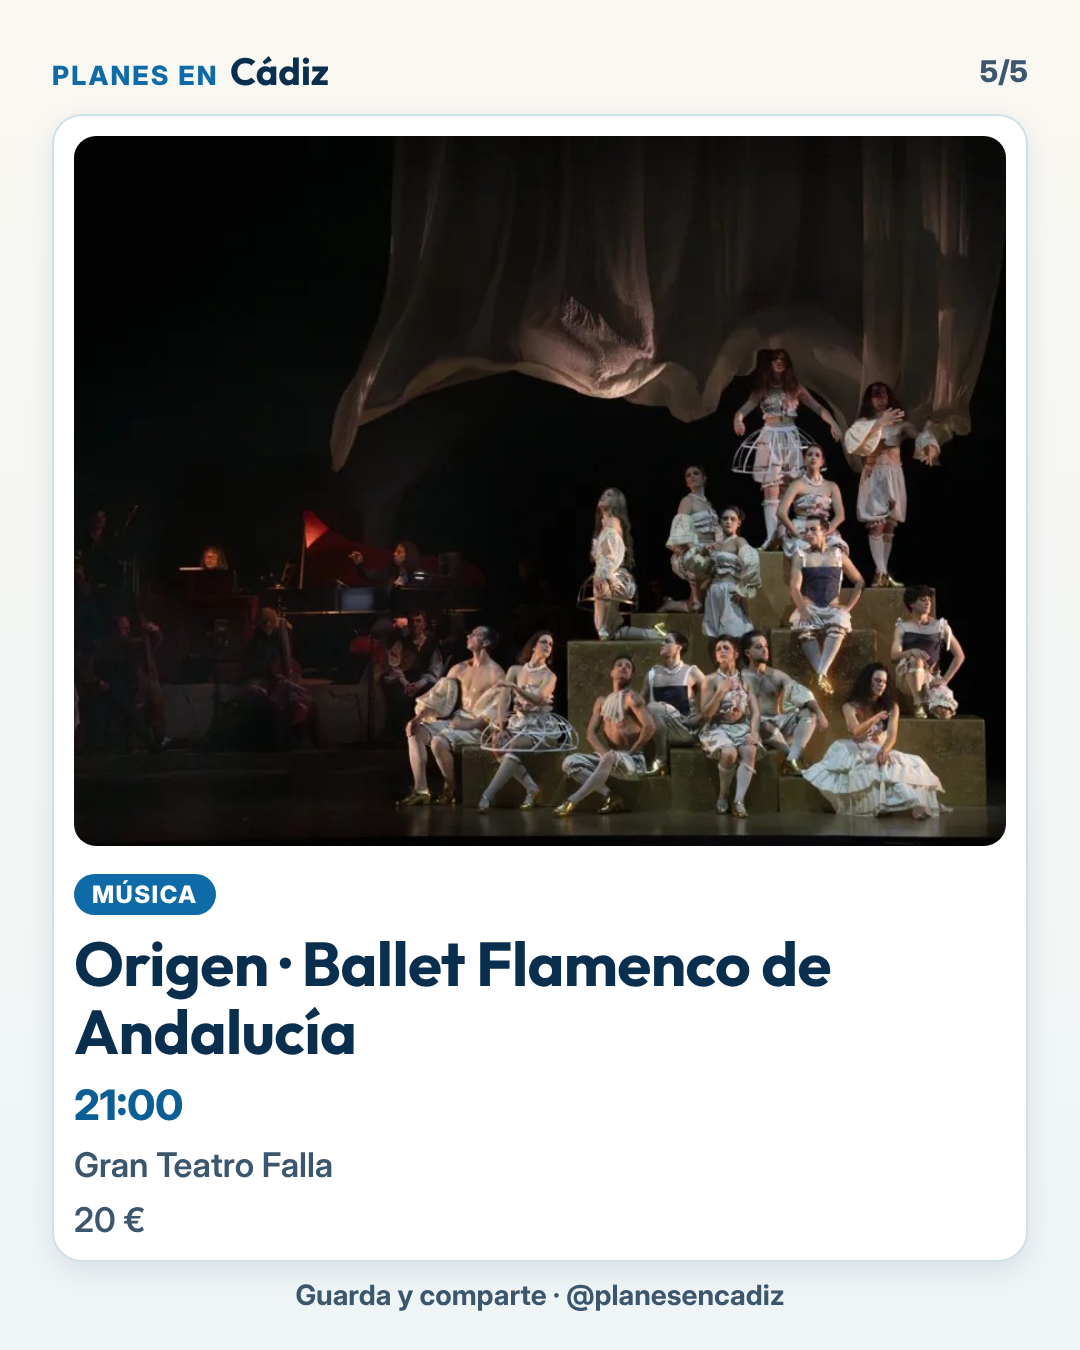 PLANES EN Cádiz
5/5
MÚSICA
Origen · Ballet Flamenco de
Andalucía
21:00
Gran Teatro Falla
20 €
Guarda y comparte · @planesencadiz